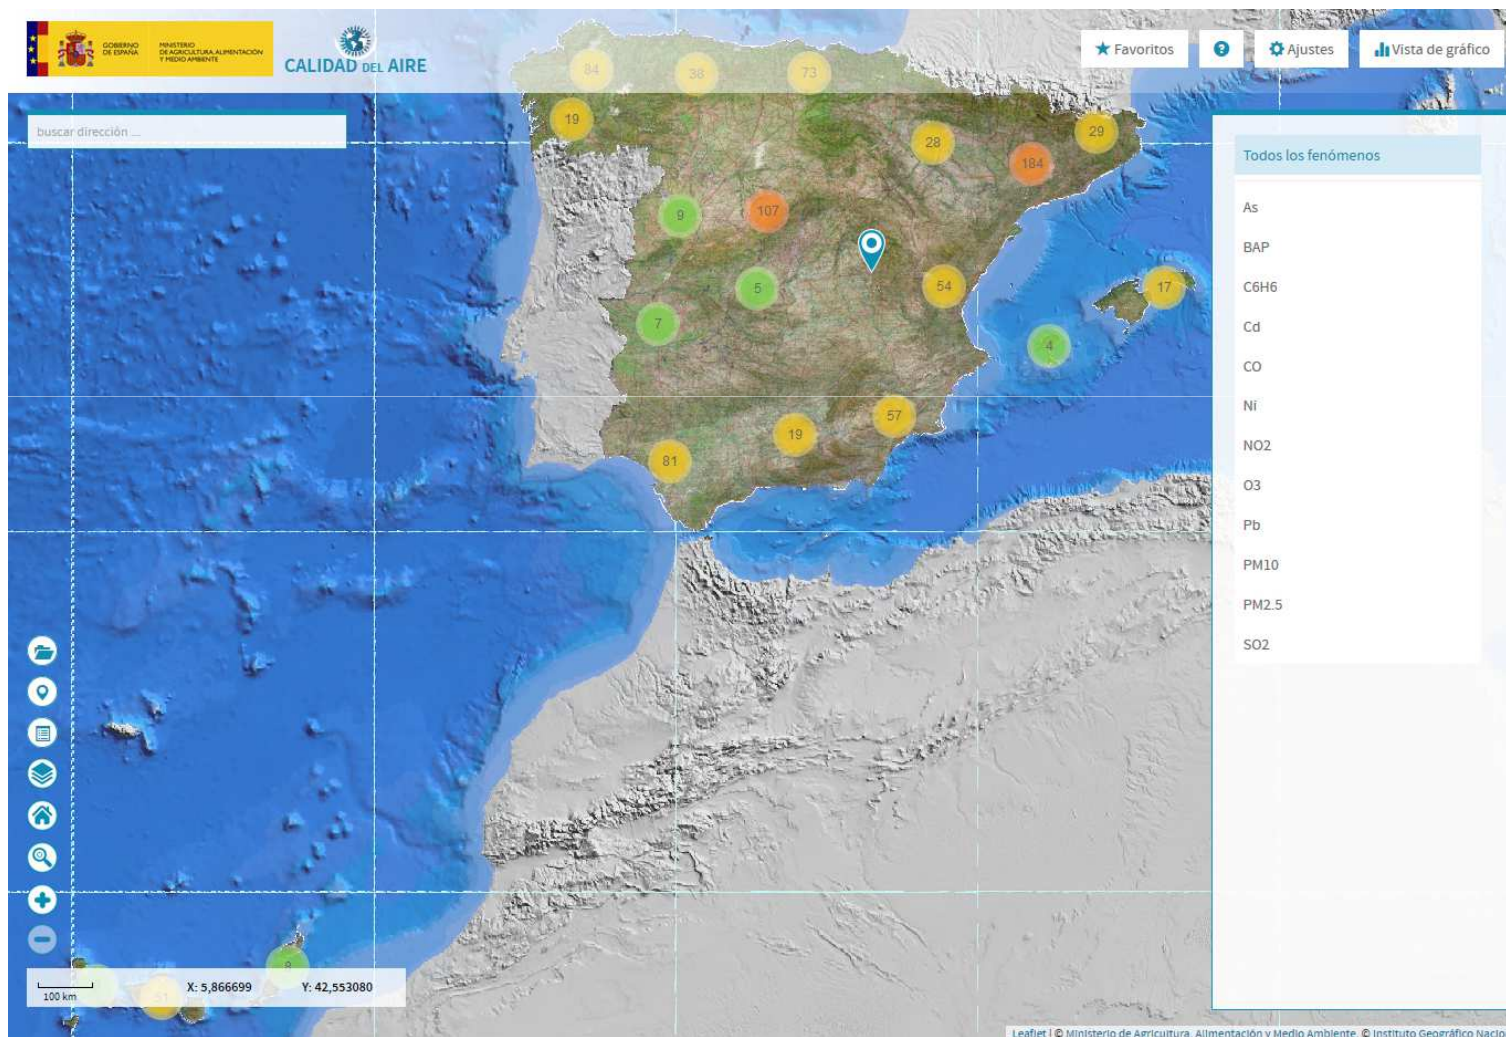 GOBIERNO
DE ESPAÑA
MINISTERIO
DE AGRICULTURA, ALIMENTACIÓN
Y MEDIO AMBIENTE
CALIDAD DEL AIRE
Favoritos
?
Ajustes
Vista de gráfico
buscar dirección ...
84
38
73
19
28
29
184
9
107
5
54
17
7
4
57
19
81
Todos los fenómenos
As
BAP
C6H6
Cd
CO
Ni
NO2
O3
Pb
PM10
PM2.5
SO2
8
51
100 km
X: 5,866699
Y: 42,553080
Leaflet | © Ministerio de Agricultura, Alimentación y Medio Ambiente, © Instituto Geográfico Nacio